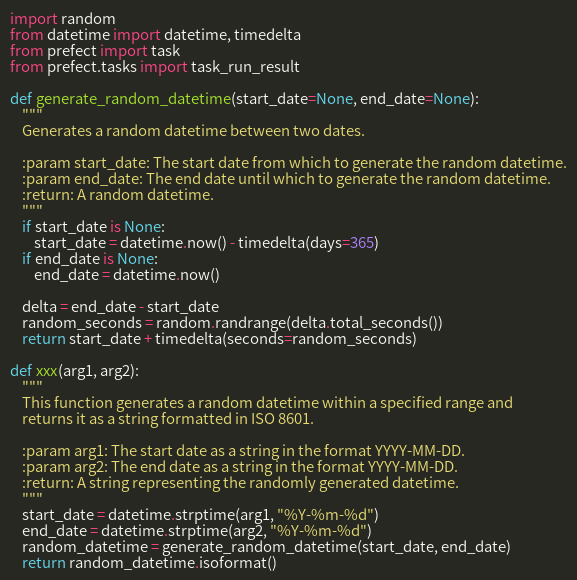 import random
from datetime import datetime, timedelta
from prefect import task
from prefect.tasks import task_run_result

def generate_random_datetime(start_date=None, end_date=None):
    """
    Generates a random datetime between two dates.

    :param start_date: The start date from which to generate the random datetime.
    :param end_date: The end date until which to generate the random datetime.
    :return: A random datetime.
    """
    if start_date is None:
        start_date = datetime.now() - timedelta(days=365)
    if end_date is None:
        end_date = datetime.now()

    delta = end_date - start_date
    random_seconds = random.randrange(delta.total_seconds())
    return start_date + timedelta(seconds=random_seconds)

def xxx(arg1, arg2):
    """
    This function generates a random datetime within a specified range and
    returns it as a string formatted in ISO 8601.

    :param arg1: The start date as a string in the format YYYY-MM-DD.
    :param arg2: The end date as a string in the format YYYY-MM-DD.
    :return: A string representing the randomly generated datetime.
    """
    start_date = datetime.strptime(arg1, "%Y-%m-%d")
    end_date = datetime.strptime(arg2, "%Y-%m-%d")
    random_datetime = generate_random_datetime(start_date, end_date)
    return random_datetime.isoformat()